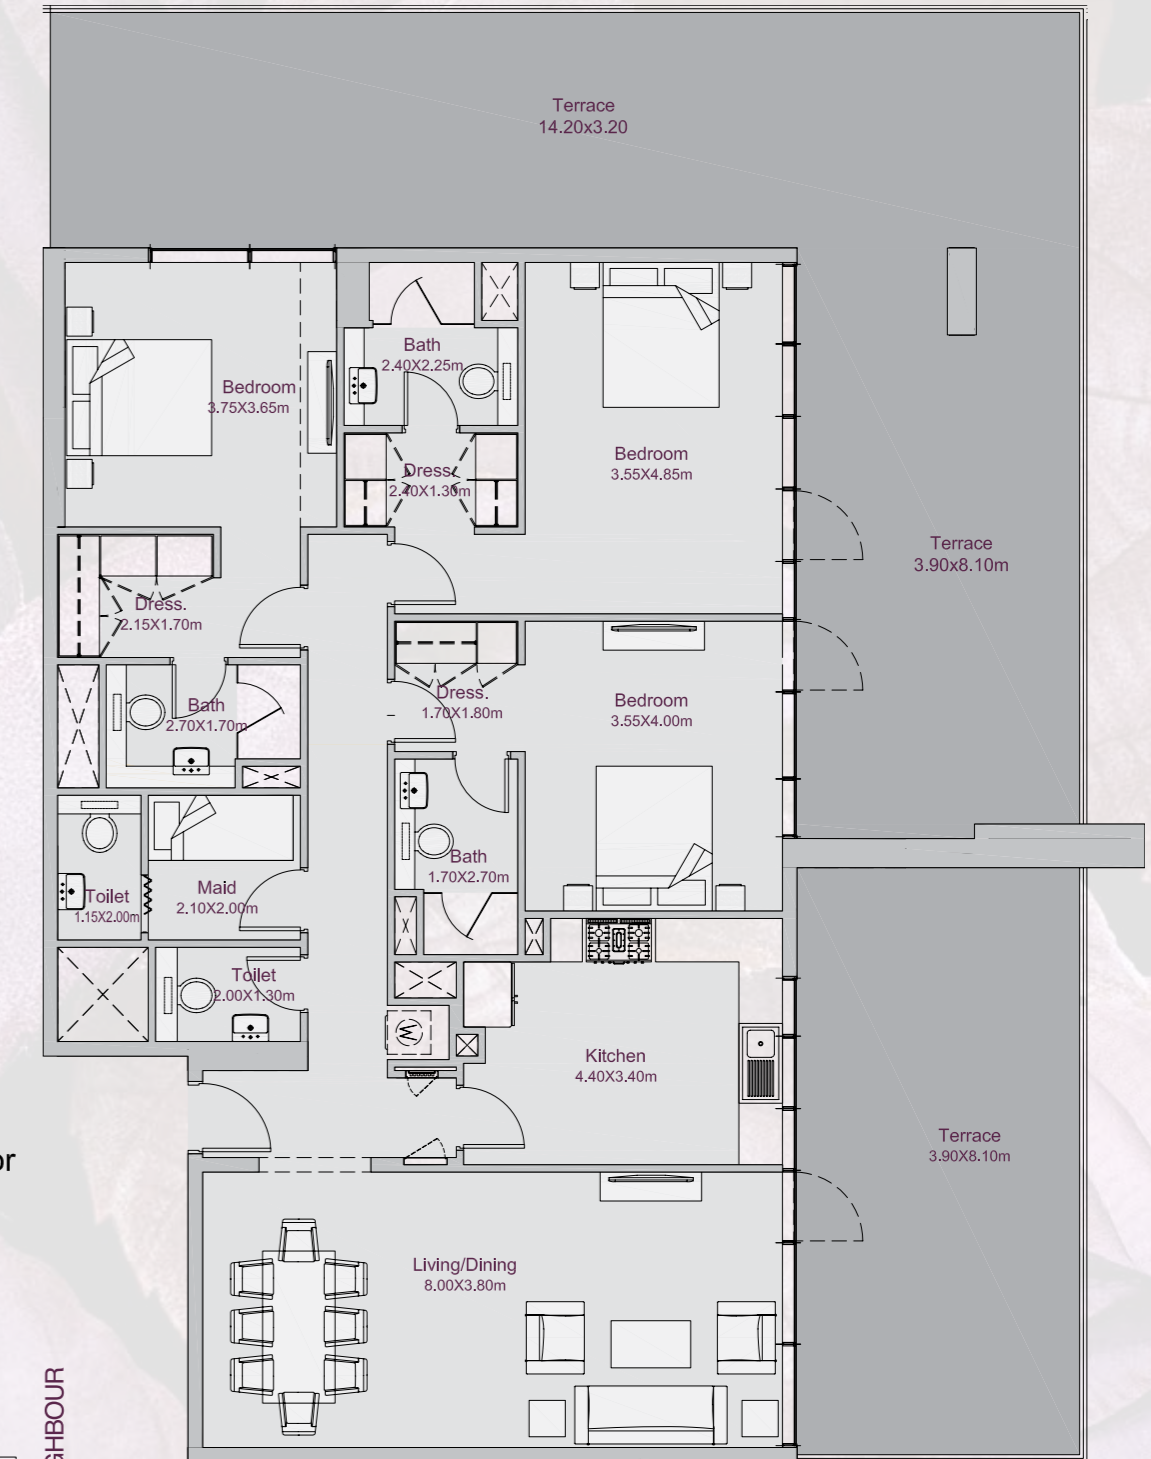 Terrace
14.20x3.20
Bath
2.40X2.25m
Bedroom
3.75X3.65m
Bedroom
3.55X4.85m
Dress.
2.40X1.30m
Terrace
3.90x8.10m
Dress.
2.15X1.70m
Dress.
1.70X1.80m
Bedroom
3.55X4.00m
Bath
2.70X1.70m
Bath
1.70X2.70m
Maid
2.10X2.00m
Toilet
1.15X2.00m
Toilet
2.00X1.30m
W
Kitchen
4.40X3.40m
Terrace
3.90X8.10m
or
Living/Dining
8.00X3.80m
GHBOUR